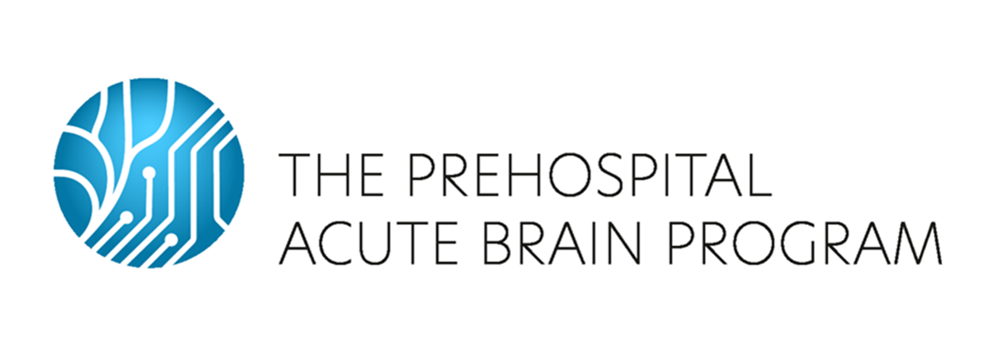 THE PREHOSPITAL
ACUTE BRAIN PROGRAM